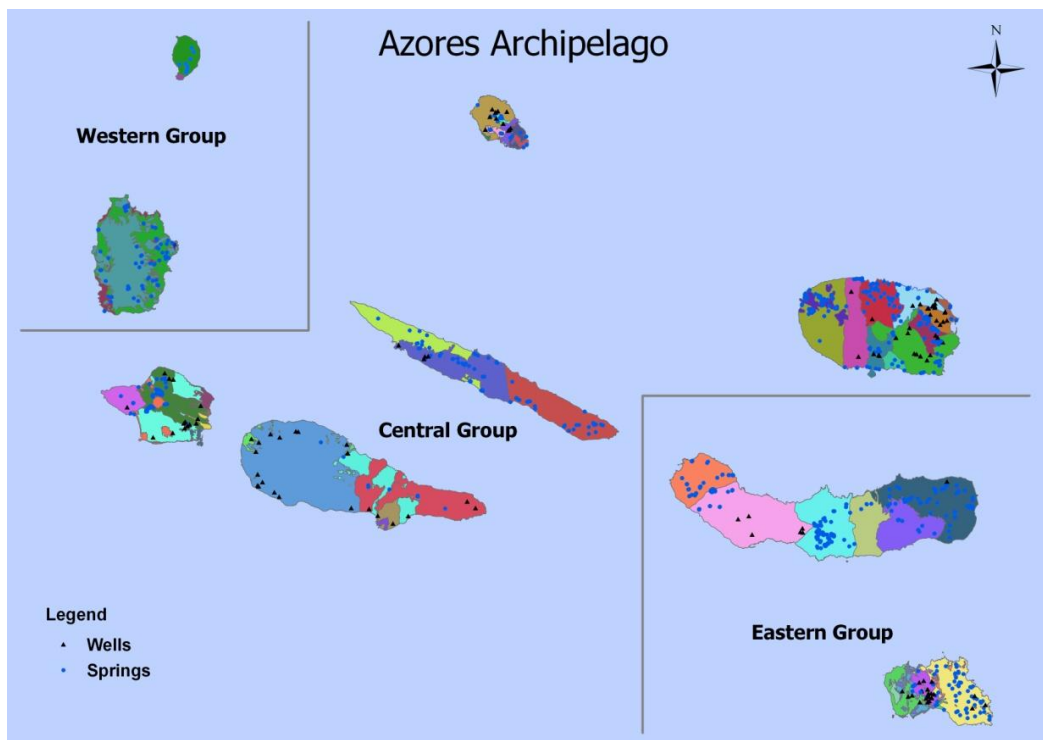 Azores Archipelago
N
Western Group
Central Group
Eastern Group
Legend
Wells
Springs